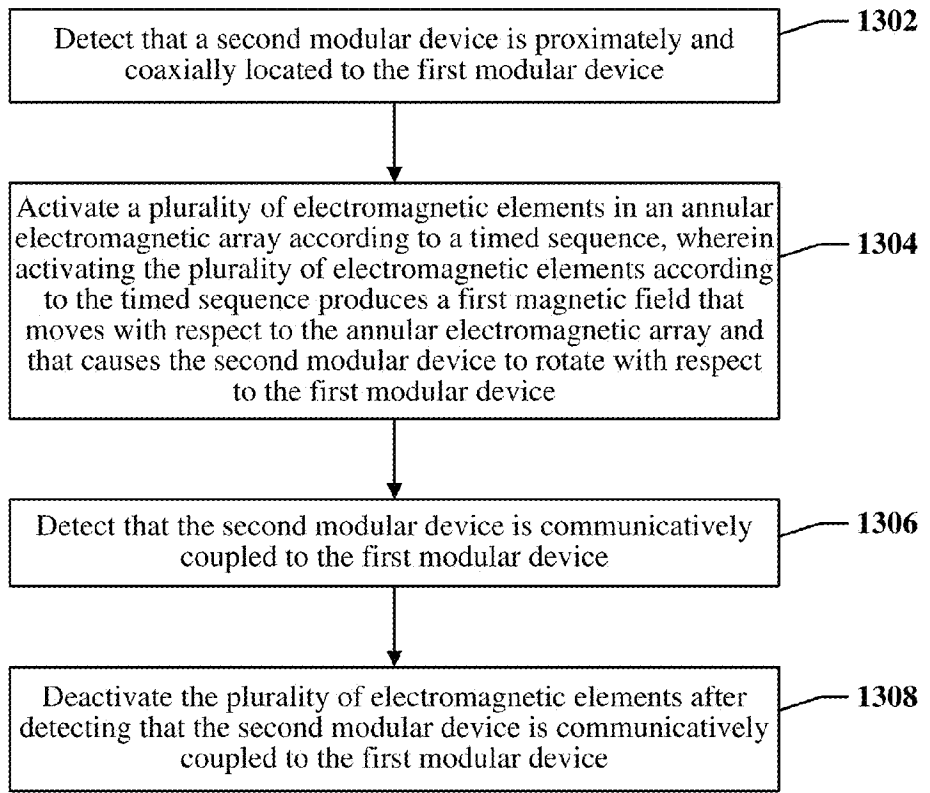 Detect that a second modular device is proximately and
coaxially located to the first modular device
1302
Activate a plurality of electromagnetic elements in an annular
electromagnetic array according to a timed sequence, wherein
activating the plurality of electromagnetic elements according
to the timed sequence produces a first magnetic field that
moves with respect to the annular electromagnetic array and
that causes the second modular device to rotate with respect
to the first modular device
1304
Detect that the second modular device is communicatively
coupled to the first modular device
1306
Deactivate the plurality of electromagnetic elements after
detecting that the second modular device is communicatively
coupled to the first modular device
1308